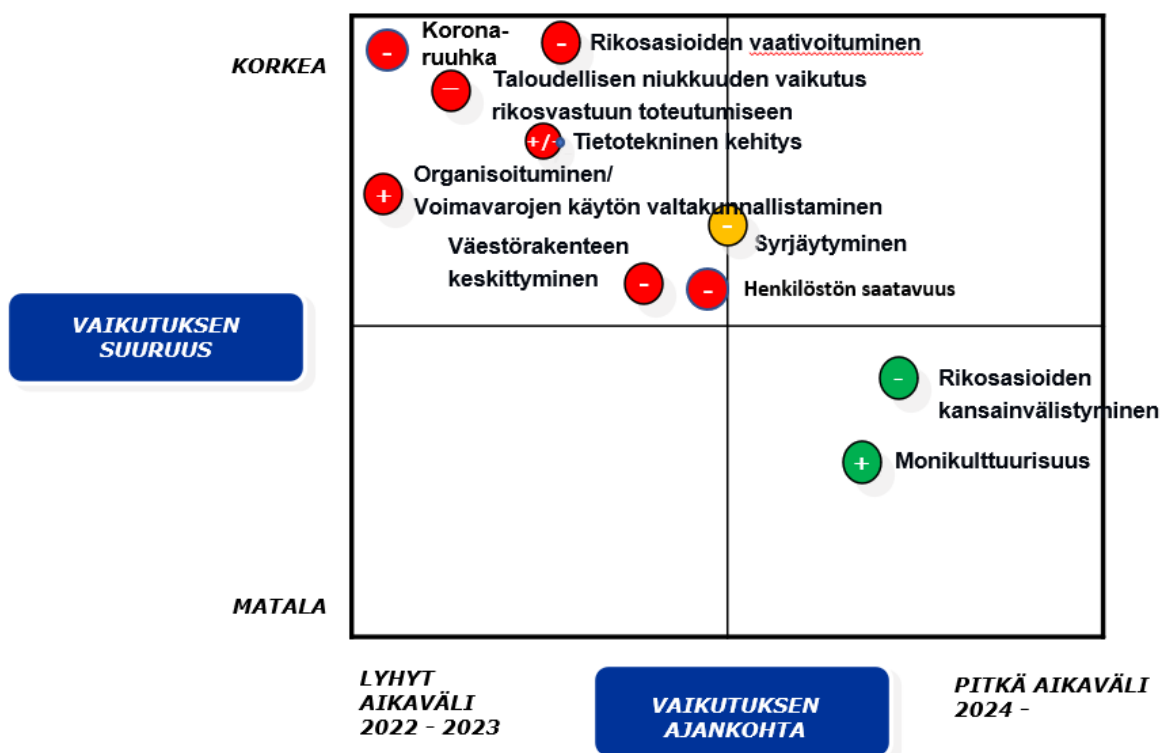 KORKEA
-
Korona-
ruuhka
-
Rikosasioiden vaativoituminen
–
Taloudellisen niukkuuden vaikutus
rikosvastuun toteutumiseen
+/-
Tietotekninen kehitys
+
Organisoituminen/
Voimavarojen käytön valtakunnallistaminen
-
Syrjäytyminen
Väestörakenteen
keskittyminen
-
-
Henkilöstön saatavuus
VAIKUTUKSEN
SUURUUS
-
Rikosasioiden
kansainvälistyminen
+
Monikulttuurisuus
MATALA
LYHYT
AIKAVÄLI
2022 - 2023
VAIKUTUKSEN
AJANKOHTA
PITKÄ AIKAVÄLI
2024 -